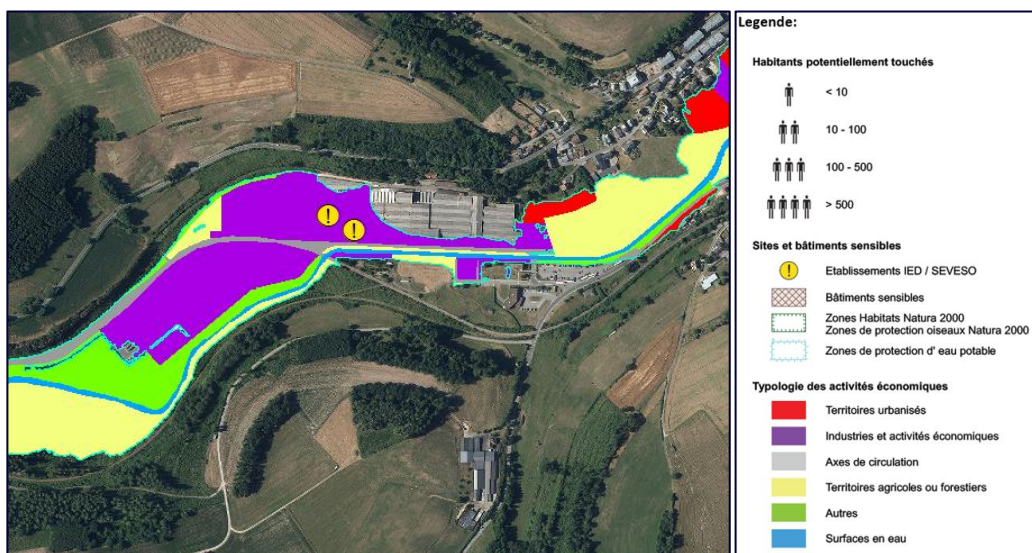 Legende:
Habitants potentiellement touchés
< 10
10 - 100
100 - 500
> 500
Sites et bâtiments sensibles
! Etablissements IED / SEVESO
Bâtiments sensibles
Zones Habitats Natura 2000
Zones de protection oiseaux Natura 2000
Zones de protection d' eau potable
Typologie des activités économiques
Territoires urbanisés
Industries et activités économiques
Axes de circulation
Territoires agricoles ou forestiers
Autres
Surfaces en eau